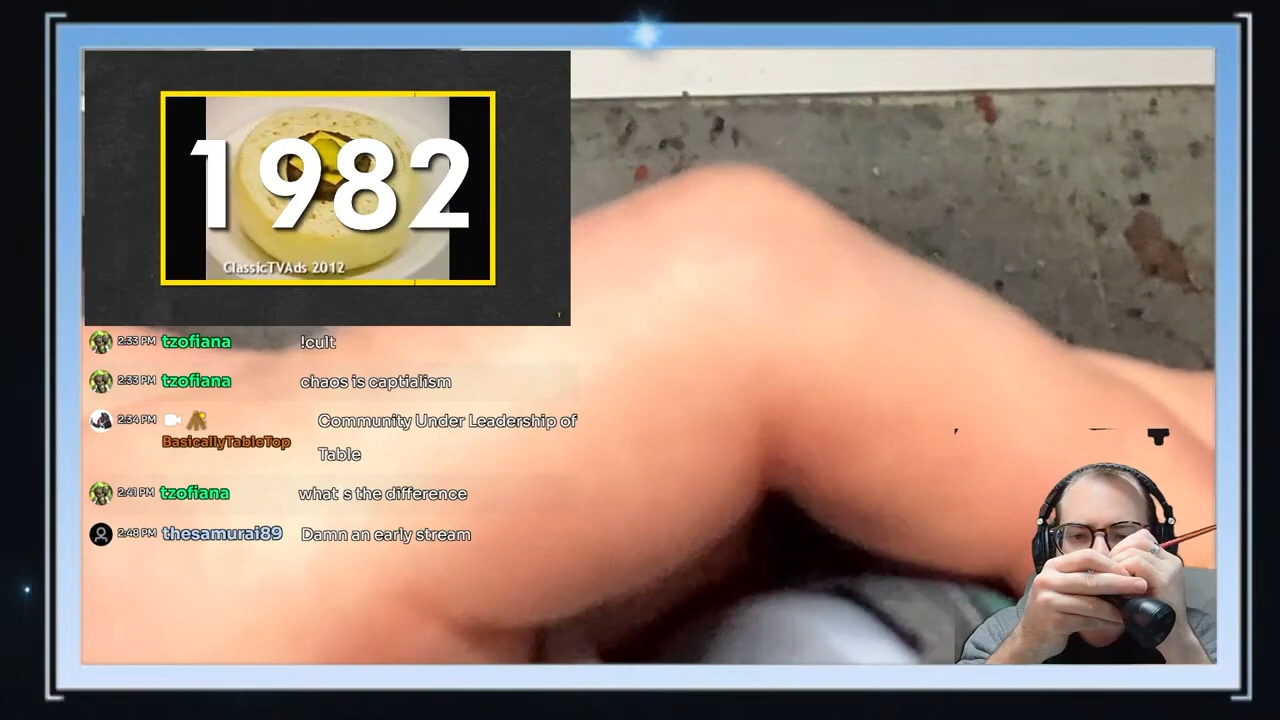 1982
ClassicTVAds 2012
2:33 PM tzofiana !cult
2:33 PM tzofiana chaos is captialism
2:34 PM BasicallyTableTop Community Under Leadership of
Table
2:41 PM tzofiana what s the difference
2:48 PM thesamurai89 Damn an early stream